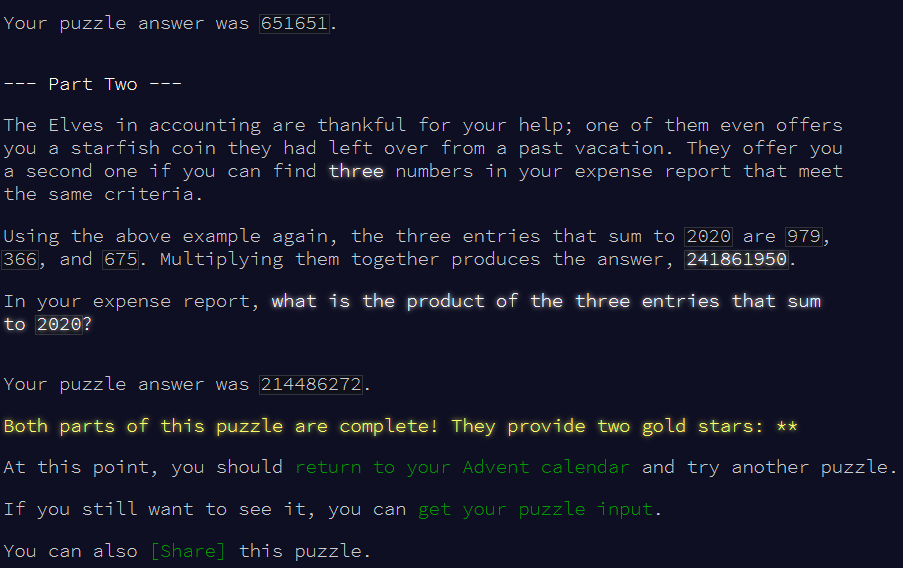 Your puzzle answer was 651651.
--- Part Two ---
The Elves in accounting are thankful for your help; one of them even offers
you a starfish coin they had left over from a past vacation. They offer you
a second one if you can find three numbers in your expense report that meet
the same criteria.
Using the above example again, the three entries that sum to 2020 are 979,
366, and 675. Multiplying them together produces the answer, 241861950.
In your expense report, what is the product of the three entries that sum
to 2020?
Your puzzle answer was 214486272.
Both parts of this puzzle are complete! They provide two gold stars: **
At this point, you should return to your Advent calendar and try another puzzle.
If you still want to see it, you can get your puzzle input.
You can also [Share] this puzzle.